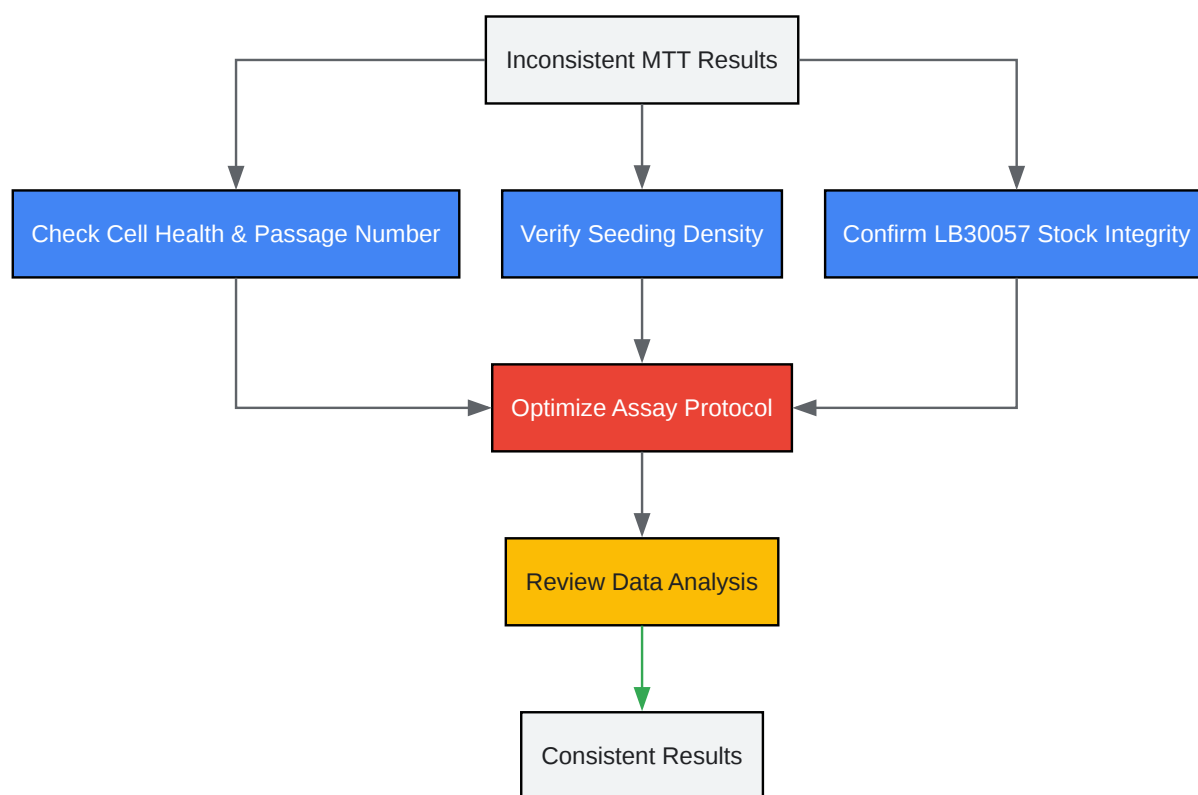 Inconsistent MTT Results
Check Cell Health & Passage Number
Verify Seeding Density
Confirm LB30057 Stock Integrity
Optimize Assay Protocol
Review Data Analysis
Consistent Results